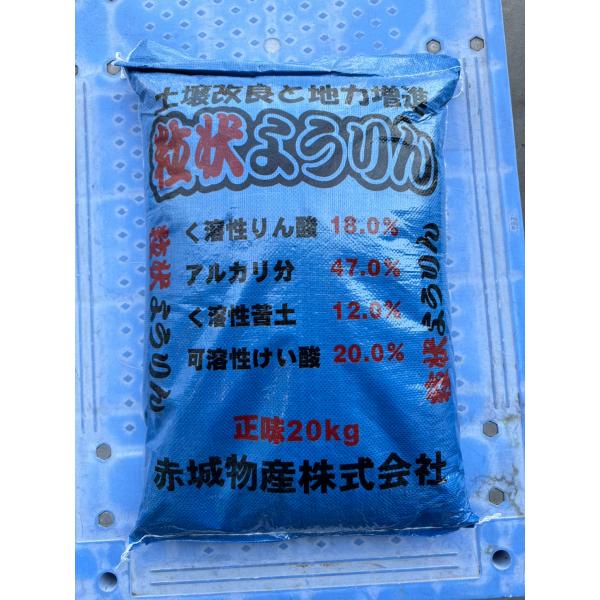 土壌改良と地力増進
粒状ようりん
く溶性りん酸 18.0%
アルカリ分 47.0%
く溶性苦土 12.0%
可溶性けい酸 20.0%
正味20kg
赤城物産株式会社
粒状ようりん
粒状ようりん